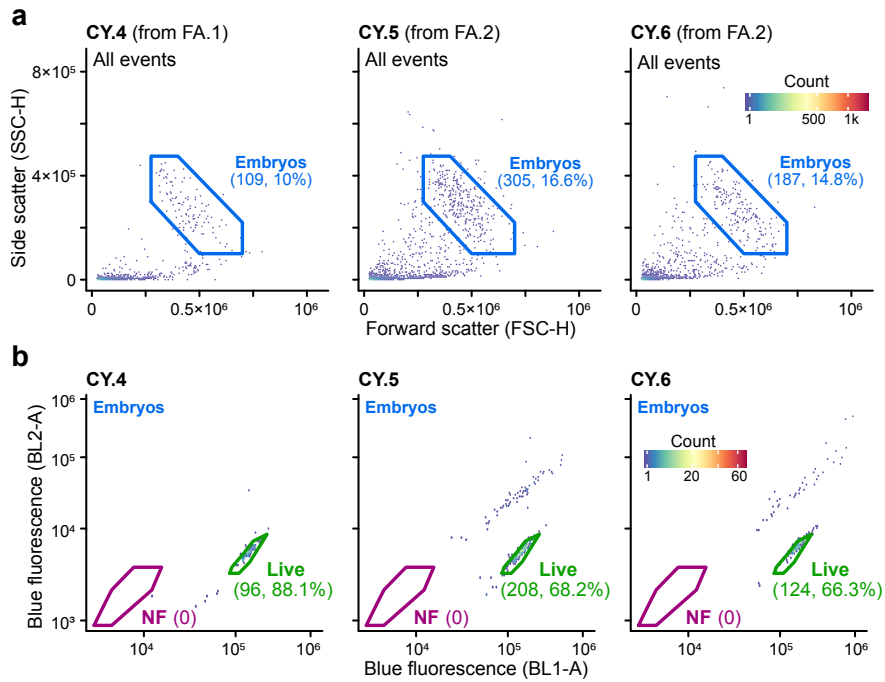 a
CY.4 (from FA.1)
CY.5 (from FA.2)
CY.6 (from FA.2)
All events
All events
All events
Side scatter (SSC-H)
8×10⁵
4×10⁵
0
Embryos
(109, 10%)
Embryos
(305, 16.6%)
Embryos
(187, 14.8%)
Count
1 500 1k
0 0.5×10⁶ 10⁶
0 0.5×10⁶ 10⁶
0 0.5×10⁶ 10⁶
Forward scatter (FSC-H)
b
CY.4
CY.5
CY.6
Embryos
Embryos
Embryos
Blue fluorescence (BL2-A)
10⁶
10⁵
10⁴
10³
Count
1 20 60
Live
(96, 88.1%)
NF (0)
Live
(208, 68.2%)
NF (0)
Live
(124, 66.3%)
NF (0)
10⁴ 10⁵ 10⁶
10⁴ 10⁵ 10⁶
10⁴ 10⁵ 10⁶
Blue fluorescence (BL1-A)